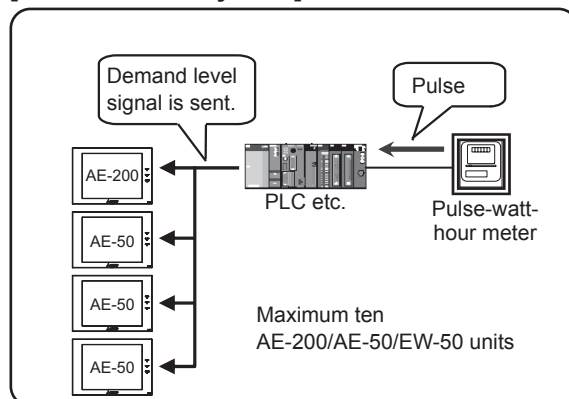 Demand level
signal is sent.
Pulse
AE-200
PLC etc.
Pulse-watt-
hour meter
AE-50
AE-50
Maximum ten
AE-200/AE-50/EW-50 units
AE-50